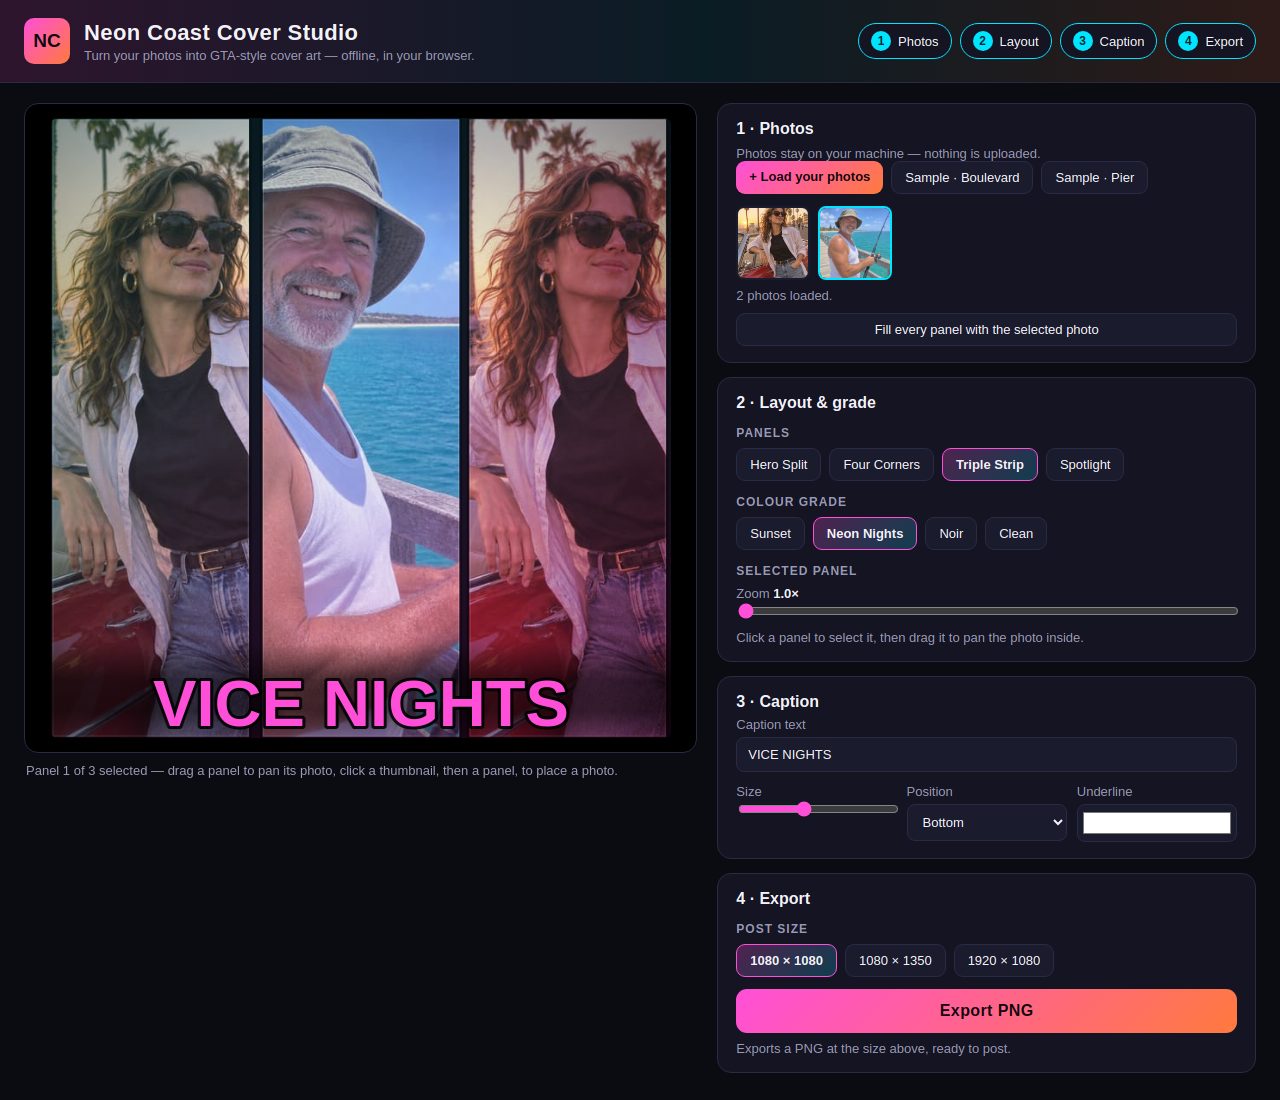 NC
Neon Coast Cover Studio
Turn your photos into GTA-style cover art — offline, in your browser.
1 Photos
2 Layout
3 Caption
4 Export
VICE NIGHTS
Panel 1 of 3 selected — drag a panel to pan its photo, click a thumbnail, then a panel, to place a photo.
1 · Photos
Photos stay on your machine — nothing is uploaded.
+ Load your photos
Sample · Boulevard
Sample · Pier
2 photos loaded.
Fill every panel with the selected photo
2 · Layout & grade
PANELS
Hero Split
Four Corners
Triple Strip
Spotlight
COLOUR GRADE
Sunset
Neon Nights
Noir
Clean
SELECTED PANEL
Zoom 1.0×
Click a panel to select it, then drag it to pan the photo inside.
3 · Caption
Caption text
VICE NIGHTS
Size
Position
Underline
Bottom
4 · Export
POST SIZE
1080 × 1080
1080 × 1350
1920 × 1080
Export PNG
Exports a PNG at the size above, ready to post.